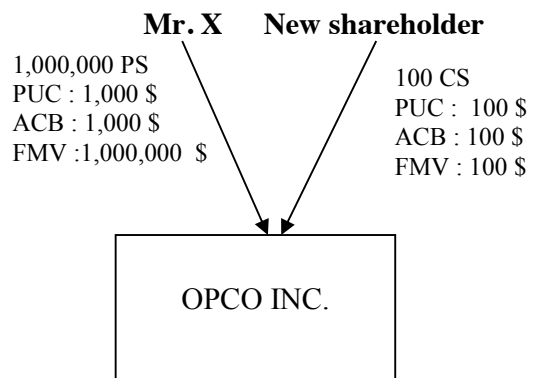 Mr. X New shareholder
1,000,000 PS
PUC : 1,000 $
ACB : 1,000 $
FMV :1,000,000 $
100 CS
PUC : 100 $
ACB : 100 $
FMV : 100 $
OPCO INC.